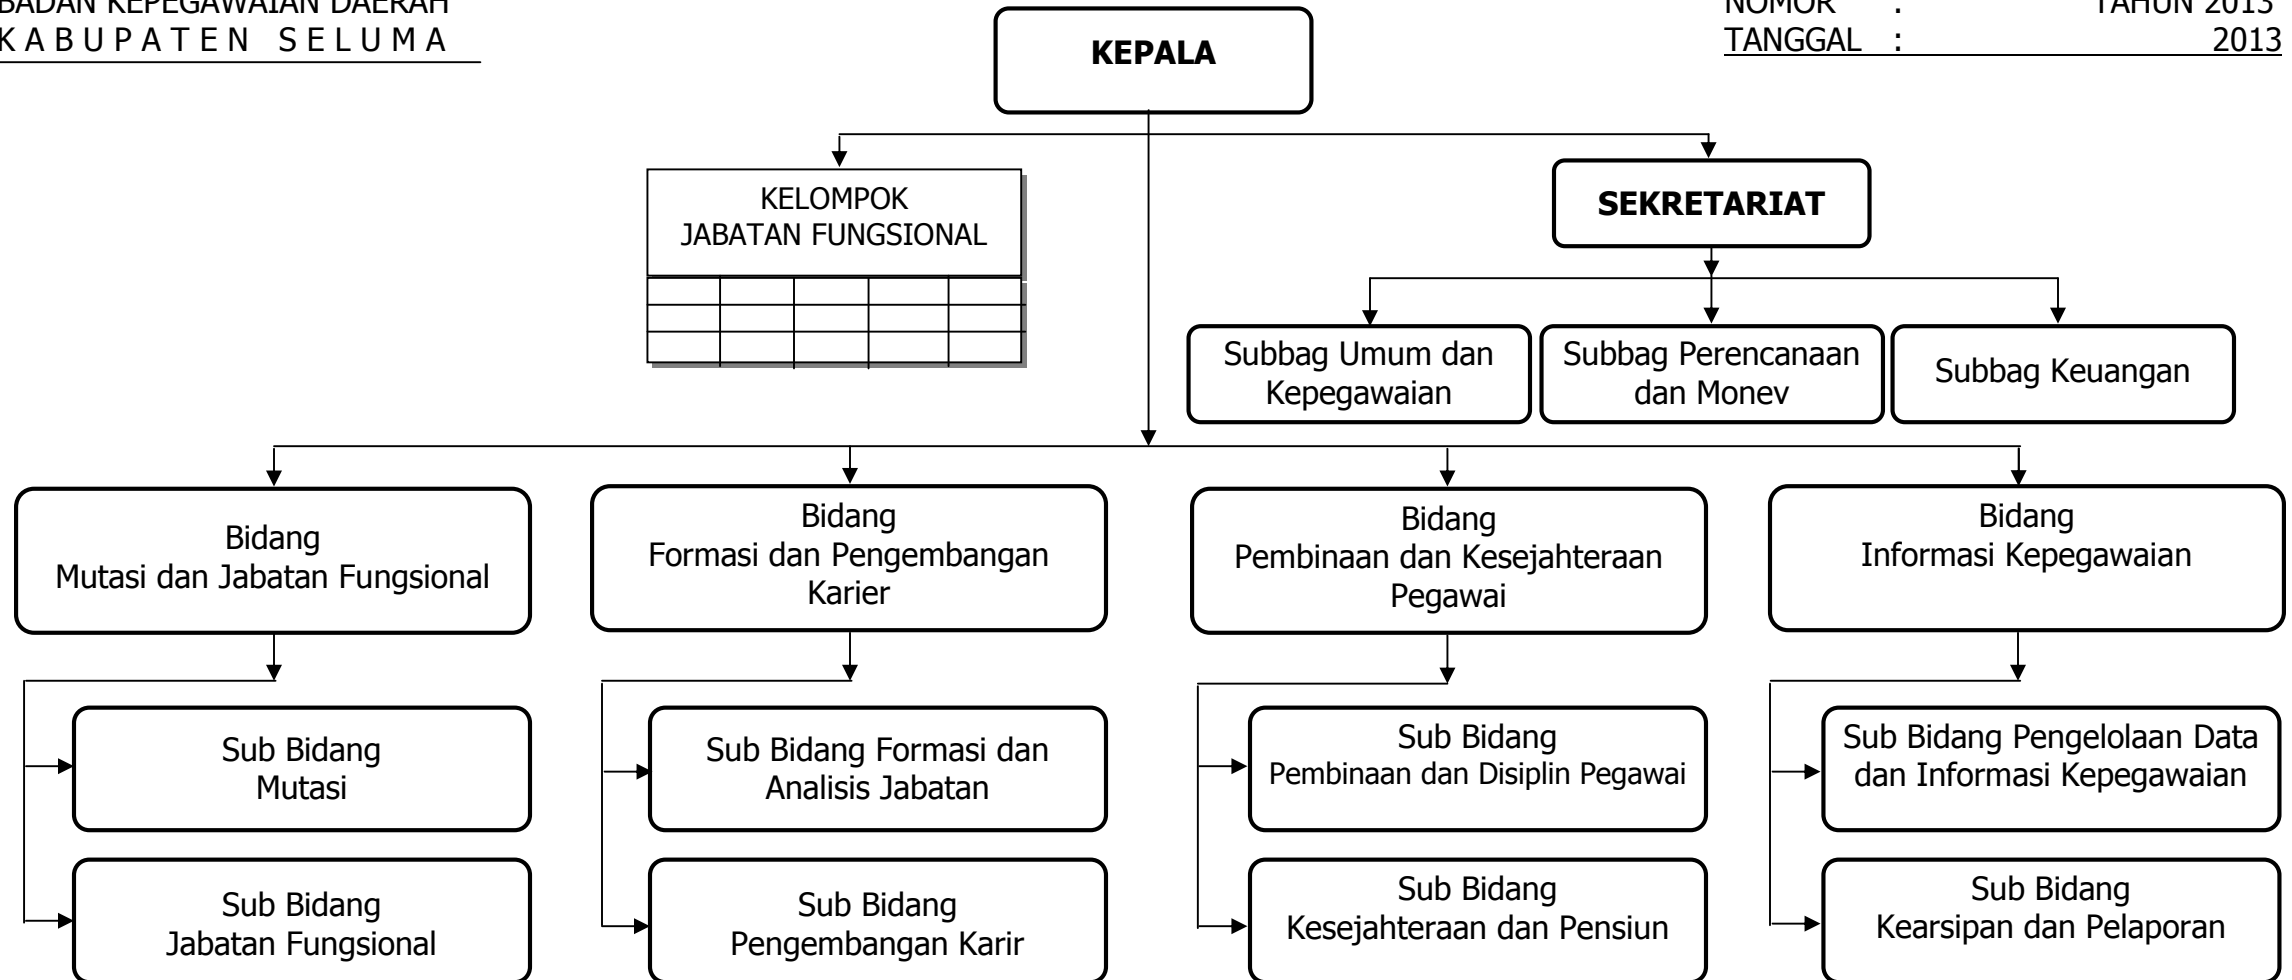 BADAN KEPEGAWAIAN DAERAH
KABUPATEN SELUMA
NOMOR : TAHUN 2013
TANGGAL : 2013
KEPALA
KELOMPOK
JABATAN FUNGSIONAL
SEKRETARIAT
Subbag Umum dan
Kepegawaian
Subbag Perencanaan
dan Monev
Subbag Keuangan
Bidang
Mutasi dan Jabatan Fungsional
Bidang
Formasi dan Pengembangan
Karier
Bidang
Pembinaan dan Kesejahteraan
Pegawai
Bidang
Informasi Kepegawaian
Sub Bidang
Mutasi
Sub Bidang Formasi dan
Analisis Jabatan
Sub Bidang
Pembinaan dan Disiplin Pegawai
Sub Bidang Pengelolaan Data
dan Informasi Kepegawaian
Sub Bidang
Jabatan Fungsional
Sub Bidang
Pengembangan Karir
Sub Bidang
Kesejahteraan dan Pensiun
Sub Bidang
Kearsipan dan Pelaporan